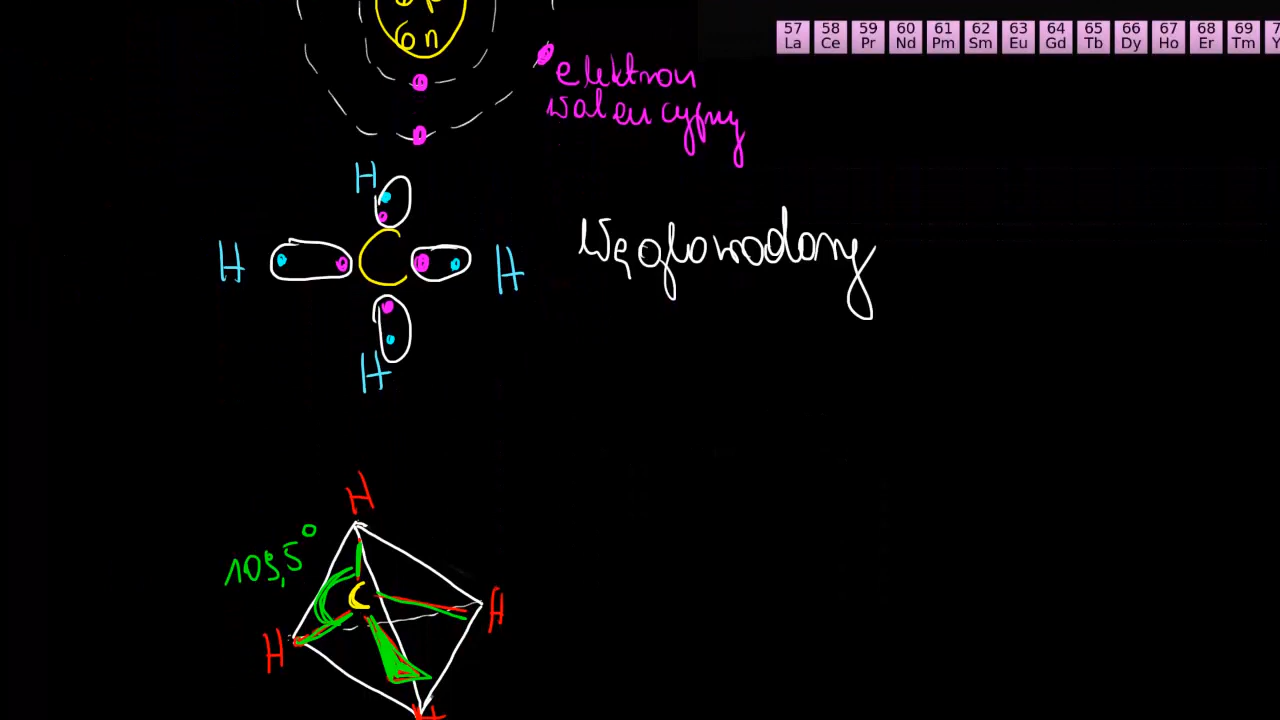 57 58 59 60 61 62 63 64 65 66 67 68 69
La Ce Pr Nd Pm Sm Eu Gd Tb Dy Ho Er Tm
6n
elektron
walencyjny
H
H C H
H
Węglowodory
H
109,5°
C
H
H
H